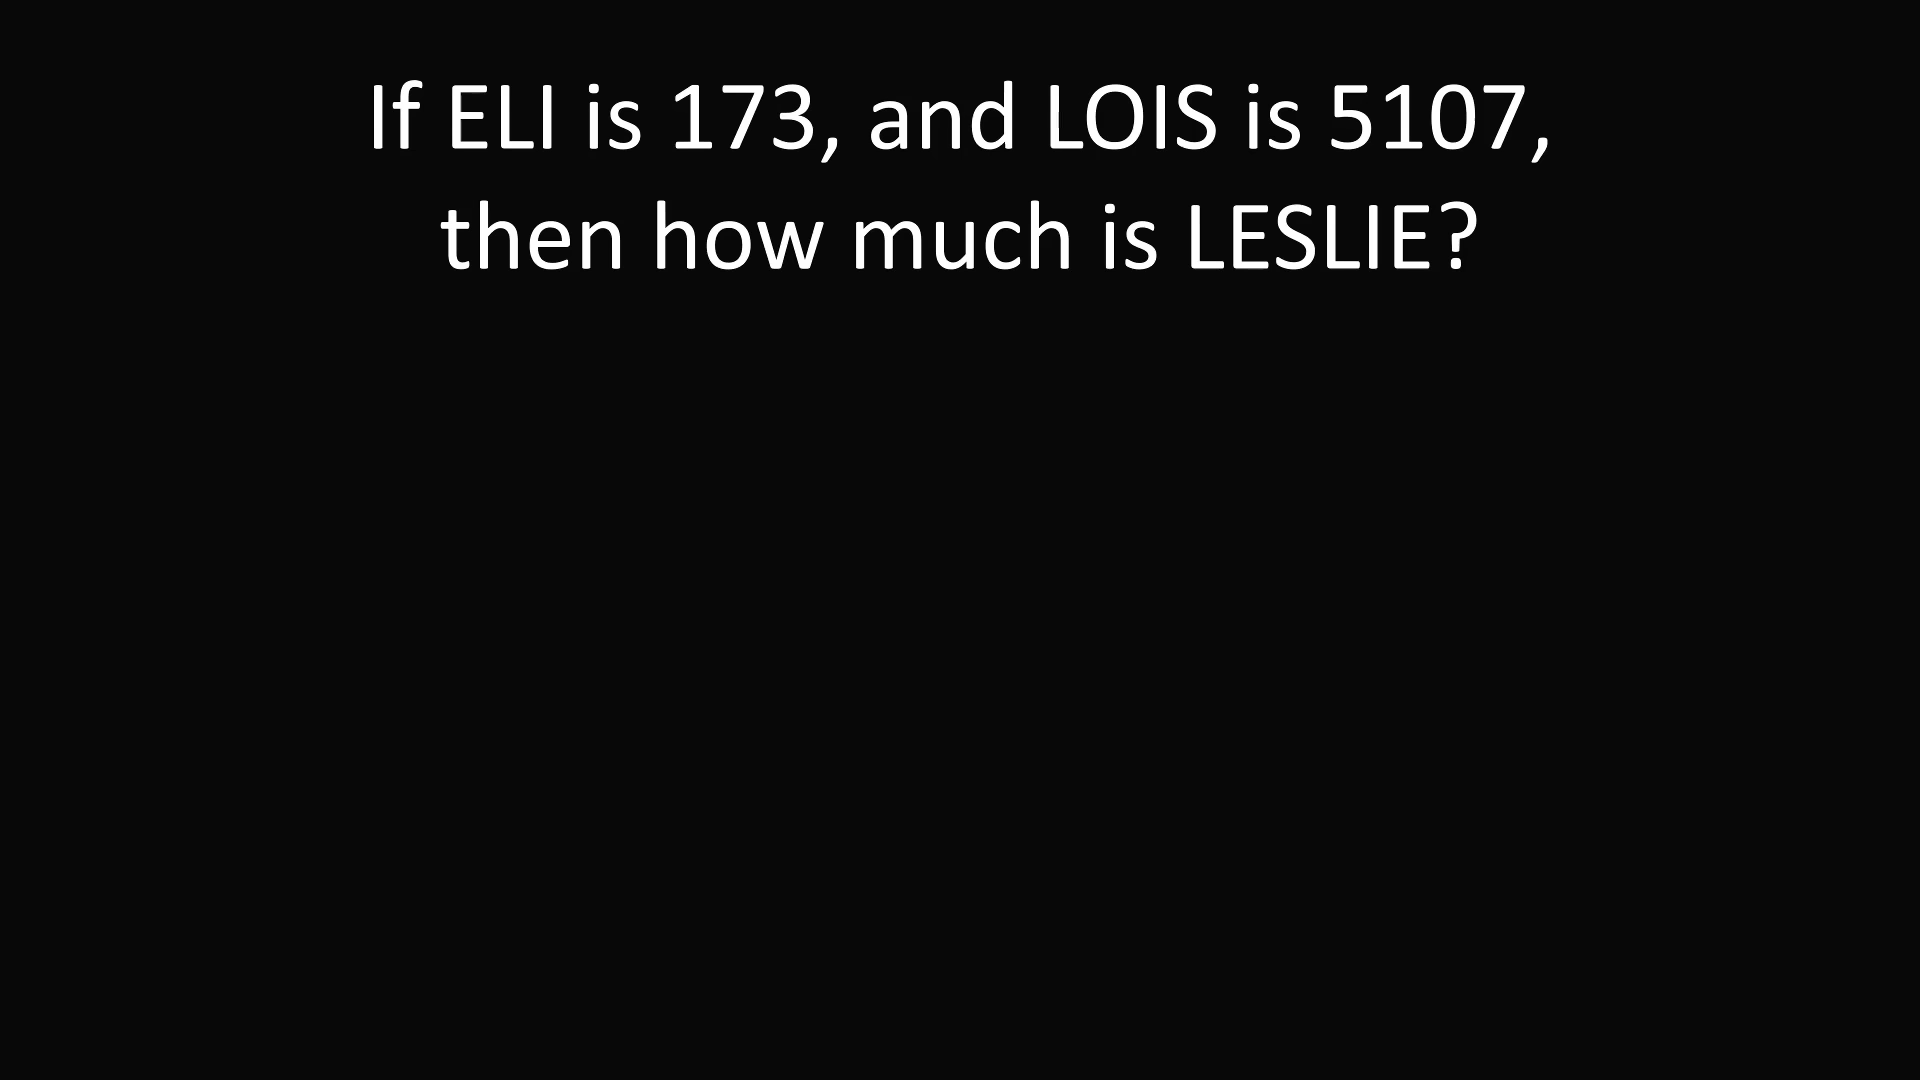 If ELI is 173, and LOIS is 5107,
then how much is LESLIE?